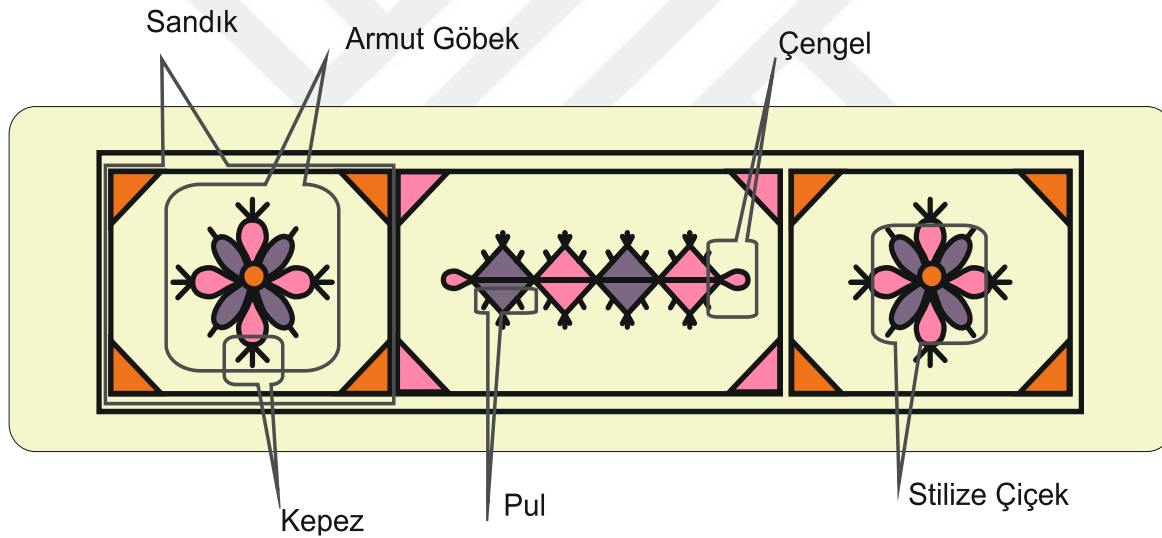 Sandık
Armut Göbek
Çengel
Kepez
Pul
Stilize Çiçek